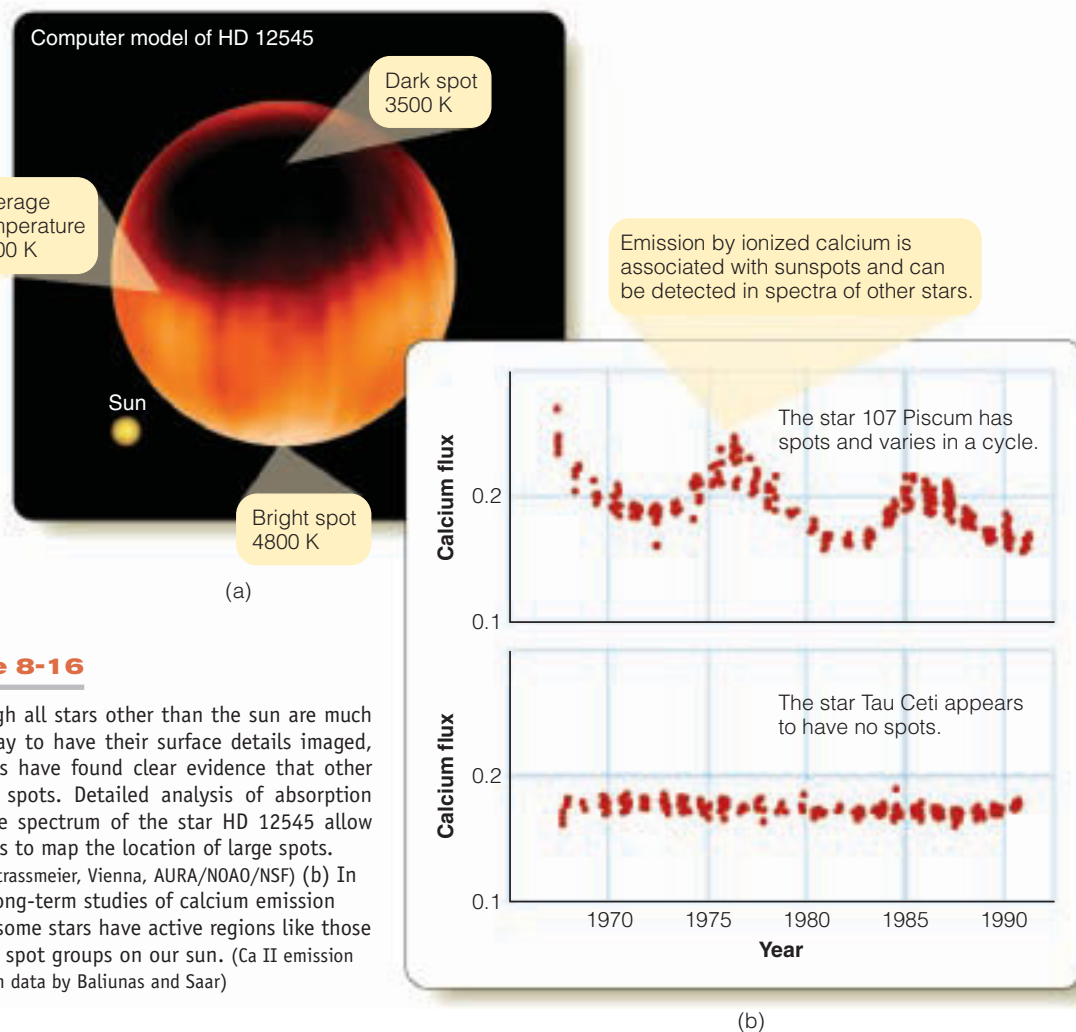 Computer model of HD 12545
Dark spot
3500 K
erage
mperature
00 K
Sun
Bright spot
4800 K
(a)
Emission by ionized calcium is
associated with sunspots and can
be detected in spectra of other stars.
Calcium flux
0.2
0.1
The star 107 Piscum has
spots and varies in a cycle.
Calcium flux
0.2
0.1
The star Tau Ceti appears
to have no spots.
1970 1975 1980 1985 1990
Year
(b)
e 8-16
gh all stars other than the sun are much
ay to have their surface details imaged,
s have found clear evidence that other
spots. Detailed analysis of absorption
e spectrum of the star HD 12545 allow
s to map the location of large spots.
trassmeier, Vienna, AURA/NOAO/NSF) (b) In
ong-term studies of calcium emission
some stars have active regions like those
spot groups on our sun. (Ca II emission
n data by Baliunas and Saar)